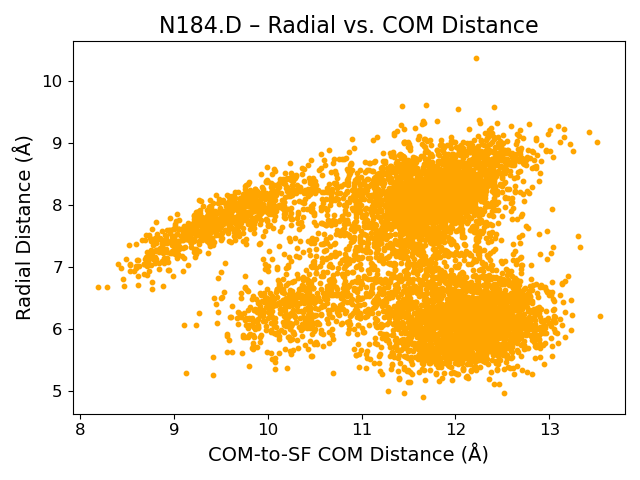 N184.D – Radial vs. COM Distance
10
9
8
7
6
5
Radial Distance (Å)
8 9 10 11 12 13
COM-to-SF COM Distance (Å)